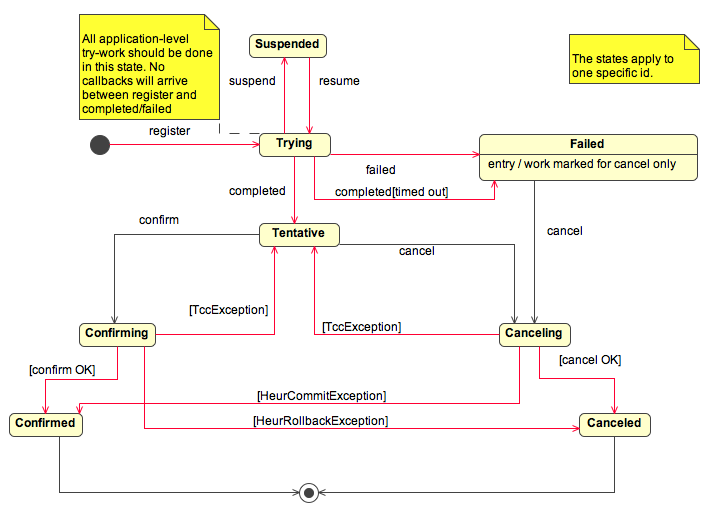 All application-level
try-work should be done
in this state. No
callbacks will arrive
between register and
completed/failed
Suspended
The states apply to
one specific id.
suspend
resume
register
Trying
Failed
entry / work marked for cancel only
failed
completed
completed[timed out]
confirm
Tentative
cancel
cancel
[TccException]
[TccException]
Confirming
Canceling
[confirm OK]
[cancel OK]
[HeurCommitException]
[HeurRollbackException]
Confirmed
Canceled